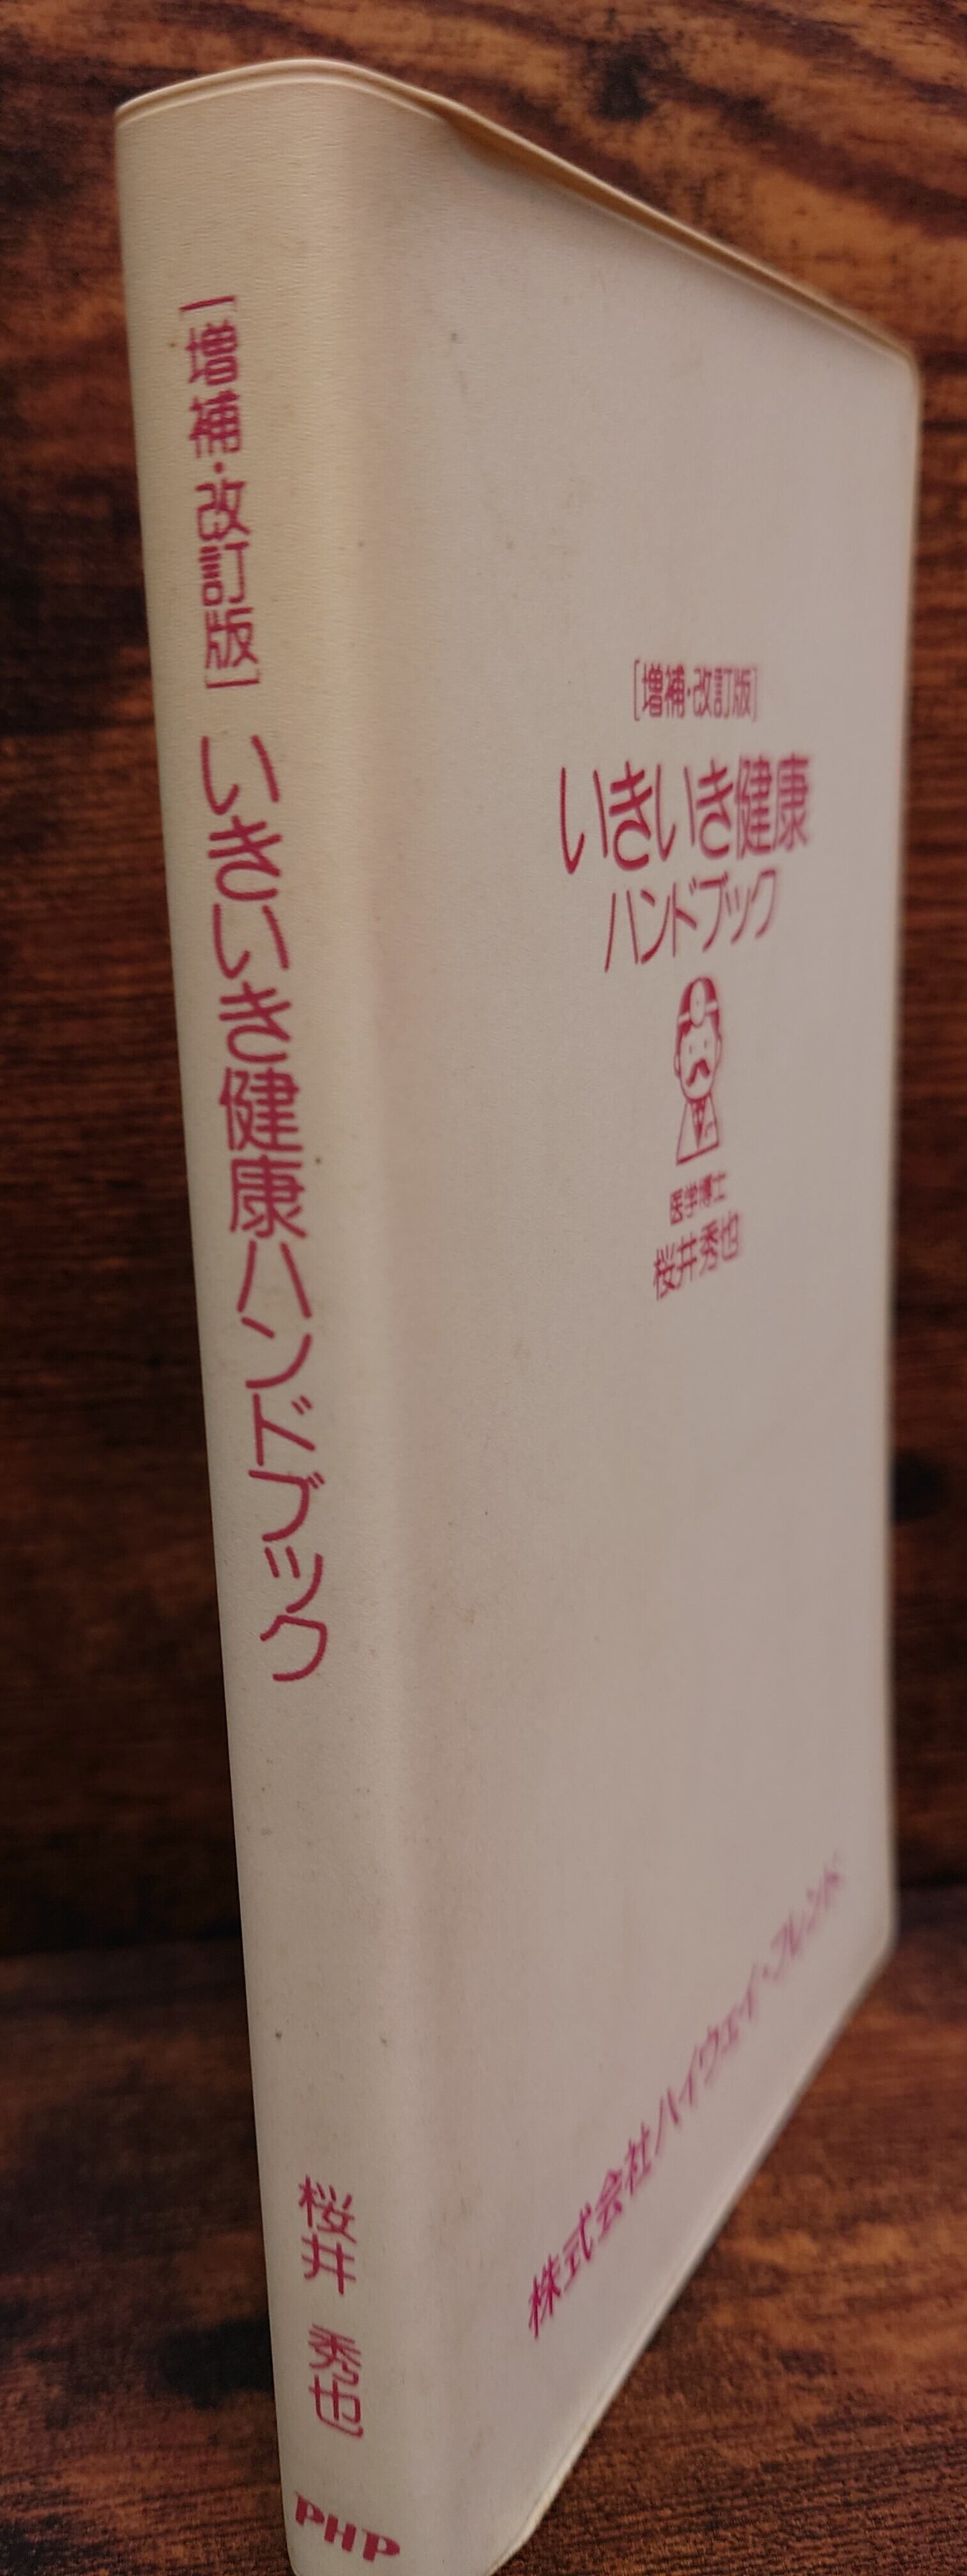 [増補・改訂版] いきいき健康ハンドブック
桜井 秀也
PHP
[増補・改訂版]
いきいき健康
ハンドブック
医学博士
桜井秀也
株式会社ハイウェイ・フレンド